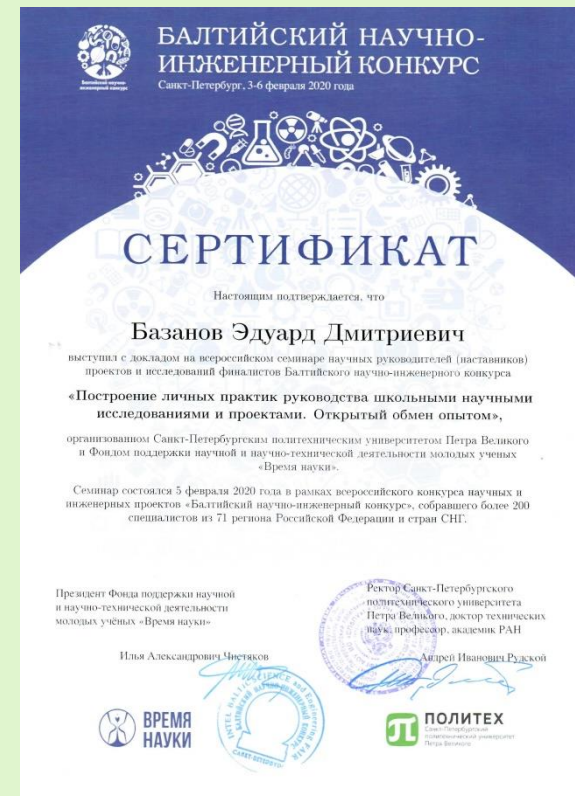 БАЛТИЙСКИЙ НАУЧНО-
ИНЖЕНЕРНЫЙ КОНКУРС
Санкт-Петербург, 3-6 февраля 2020 года
СЕРТИФИКАТ
Настоящим подтверждается, что
Базанов Эдуард Дмитриевич
выступил с докладом на всероссийском семинаре научных руководителей (наставников)
проектов и исследований финалистов Балтийского научно-инженерного конкурса
«Построение личных практик руководства школьными научными
исследованиями и проектами. Открытый обмен опытом»,
организованном Санкт-Петербургским политехническим университетом Петра Великого
и Фондом поддержки научной и научно-технической деятельности молодых ученых
«Время науки».
Семинар состоялся 5 февраля 2020 года в рамках всероссийского конкурса научных и
инженерных проектов «Балтийский научно-инженерный конкурс», собравшего более 200
специалистов из 71 региона Российской Федерации и стран СНГ.
Президент Фонда поддержки научной
и научно-технической деятельности
молодых учёных «Время науки»
Илья Александрович Чистяков
Ректор Санкт-Петербургского
политехнического университета
Петра Великого, доктор технических
наук, профессор, академик РАН
Андрей Иванович Рудской
ВРЕМЯ
НАУКИ
ПОЛИТЕХ
Санкт-Петербургский
политехнический университет
Петра Великого